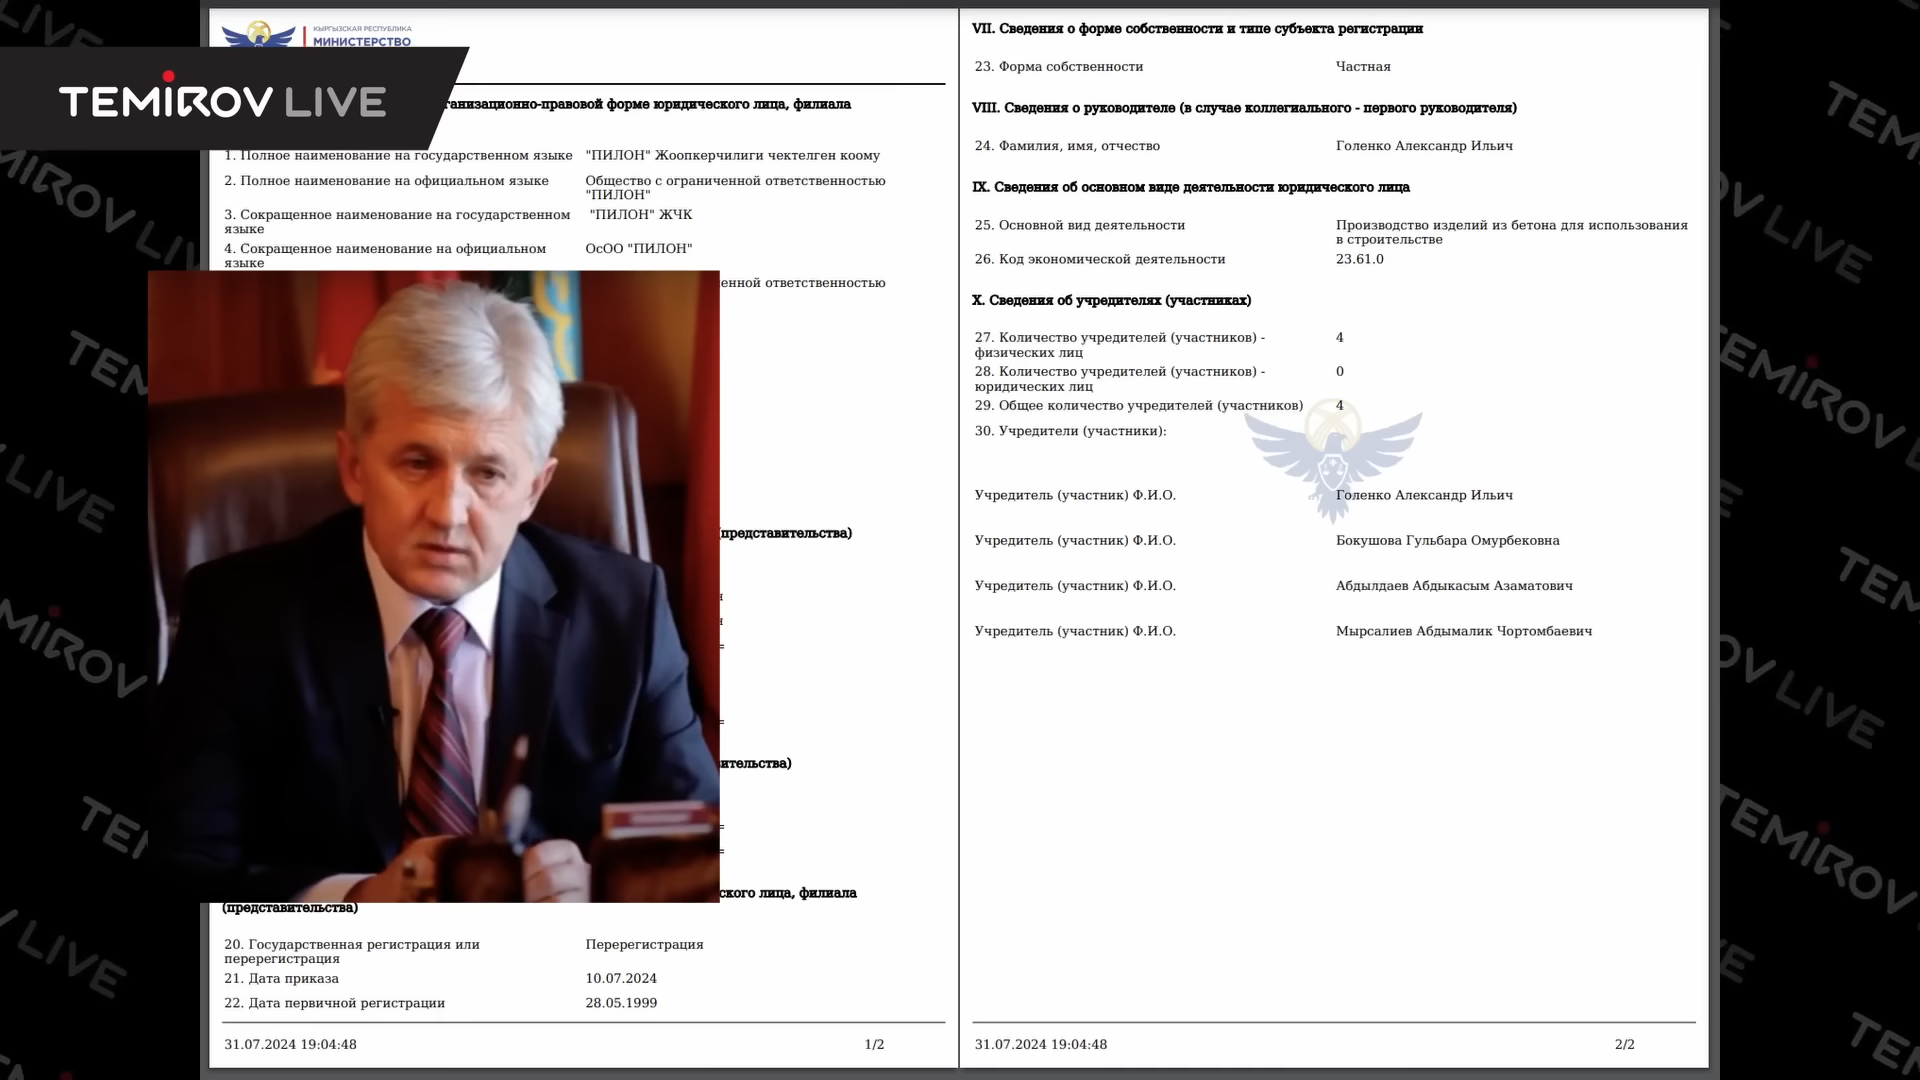 TEMIROV LIVE
КЫРГЫЗСКАЯ РЕСПУБЛИКА
МИНИСТЕРСТВО
ганизационно-правовой форме юридического лица, филиала
1. Полное наименование на государственном языке "ПИЛОН" Жоопкерчилиги чектелген коому
2. Полное наименование на официальном языке Общество с ограниченной ответственностью
"ПИЛОН"
3. Сокращенное наименование на государственном "ПИЛОН" ЖЧК
языке
4. Сокращенное наименование на официальном ОсОО "ПИЛОН"
языке
енной ответственностью
(представительства)
ительства)
ского лица, филиала
(представительства)
20. Государственная регистрация или Перерегистрация
перерегистрация
21. Дата приказа 10.07.2024
22. Дата первичной регистрации 28.05.1999
31.07.2024 19:04:48 1/2
VII. Сведения о форме собственности и типе субъекта регистрации
23. Форма собственности Частная
VIII. Сведения о руководителе (в случае коллегиального - первого руководителя)
24. Фамилия, имя, отчество Голенко Александр Ильич
IX. Сведения об основном виде деятельности юридического лица
25. Основной вид деятельности Производство изделий из бетона для использования
в строительстве
26. Код экономической деятельности 23.61.0
X. Сведения об учредителях (участниках)
27. Количество учредителей (участников) - 4
физических лиц
28. Количество учредителей (участников) - 0
юридических лиц
29. Общее количество учредителей (участников) 4
30. Учредители (участники):
Учредитель (участник) Ф.И.О. Голенко Александр Ильич
Учредитель (участник) Ф.И.О. Бокушова Гульбара Омурбековна
Учредитель (участник) Ф.И.О. Абдылдаев Абдыкасым Азаматович
Учредитель (участник) Ф.И.О. Мырсалиев Абдымалик Чортомбаевич
31.07.2024 19:04:48 2/2